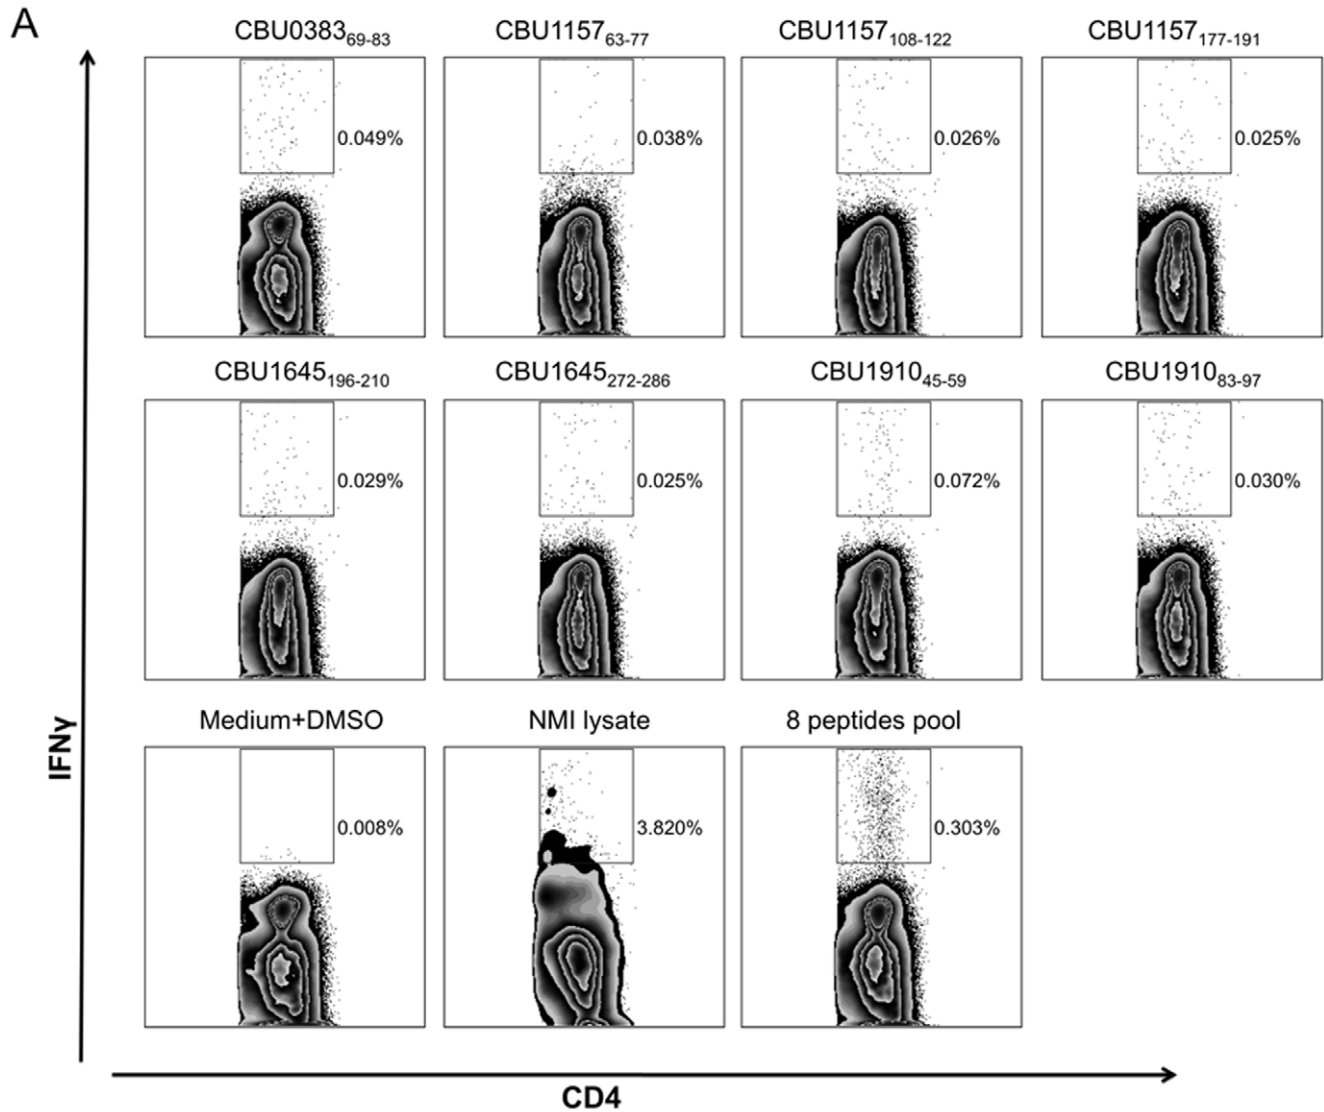 A
CBU038369-83 CBU115763-77 CBU1157108-122 CBU1157177-191
0.049% 0.038% 0.026% 0.025%
CBU1645196-210 CBU1645272-286 CBU191045-59 CBU191083-97
0.029% 0.025% 0.072% 0.030%
Medium+DMSO NMI lysate 8 peptides pool
0.008% 3.820% 0.303%
IFNγ
CD4